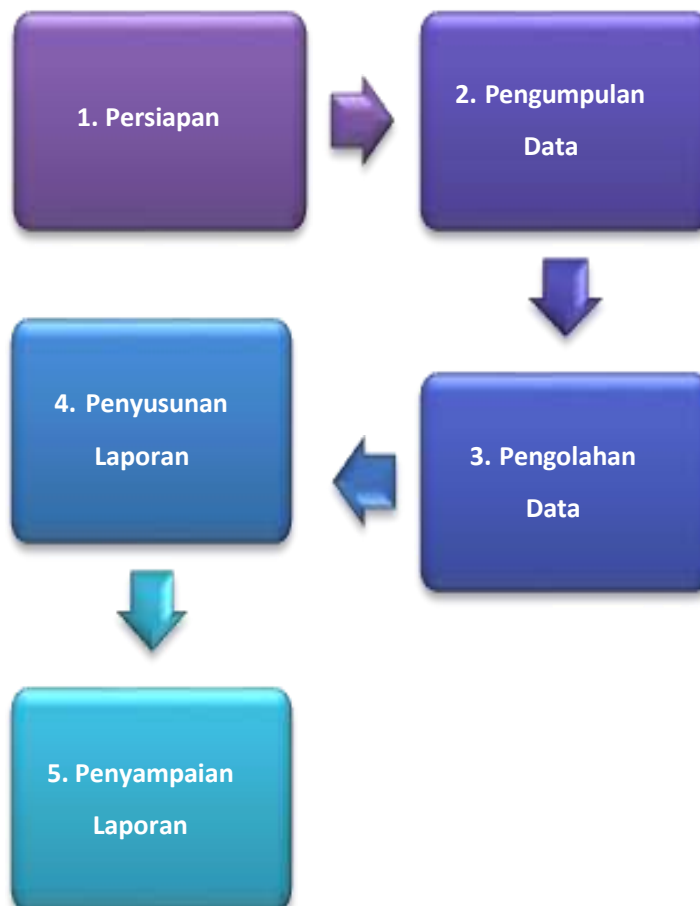 1. Persiapan
2. Pengumpulan
Data
3. Pengolahan
Data
4. Penyusunan
Laporan
5. Penyampaian
Laporan